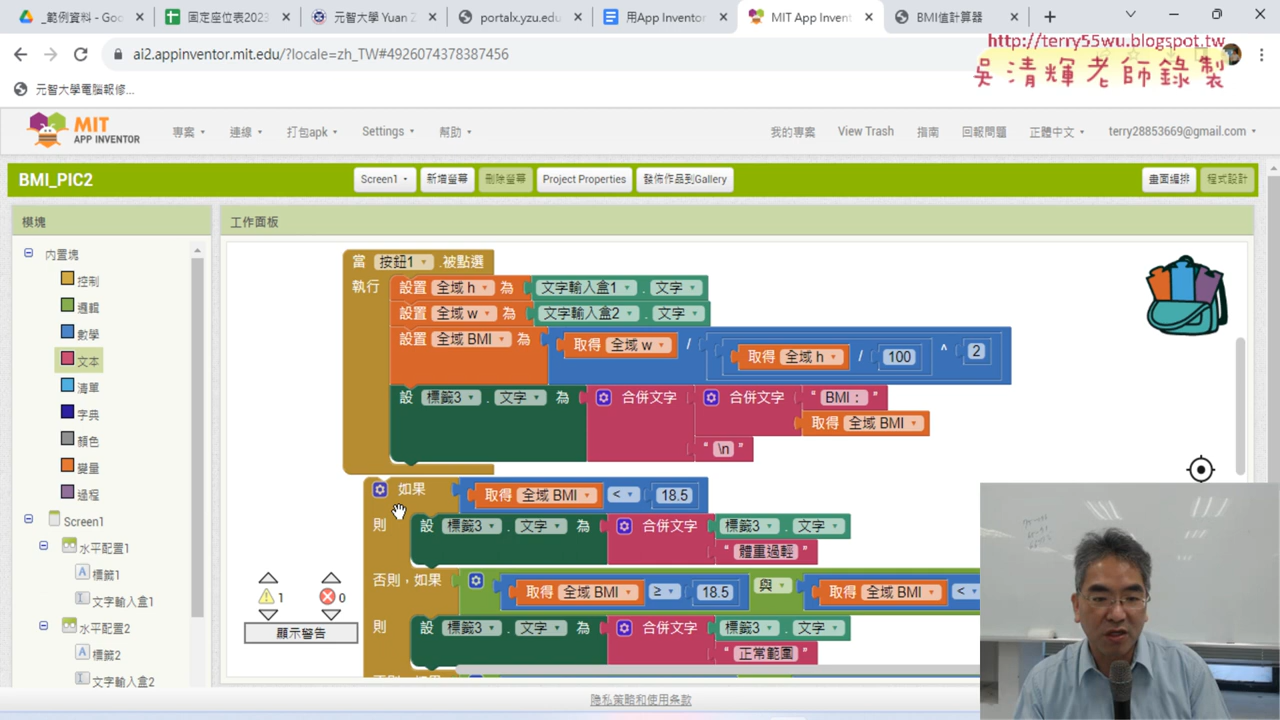 _範例程 - Goo
固定座位表2023
元智大學 Yuan Z
portalx.yzu.edu
用App Inventor
MIT App Invent
BMI值計算器
ai2.appinventor.mit.edu/?locale=zh_TW#4926074378387456
http://terry55wu.blogspot.tw
吳清輝老師錄製
元智大學電腦報修...
MIT
APP INVENTOR
專案
連線
打包apk
Settings
幫助
我的專案
View Trash
指南
回報問題
正體中文
terry28853669@gmail.com
BMI_PIC2
Screen1
新增螢幕
刪除螢幕
Project Properties
發佈作品到Gallery
畫面編排
程式設計
模塊
工作面板
內置塊
控制
邏輯
數學
文本
清單
字典
顏色
變量
過程
Screen1
水平配置1
標籤1
文字輸入盒1
水平配置2
標籤2
文字輸入盒2
當 按鈕1 .被點選
執行 設置 全域 h 為 文字輸入盒1 . 文字
設置 全域 w 為 文字輸入盒2 . 文字
設置 全域 BMI 為 取得 全域 w / 取得 全域 h / 100 ^ 2
設 標籤3 . 文字 為 合併文字 合併文字 " BMI： "
取得 全域 BMI
" \n "
如果 取得 全域 BMI < 18.5
則 設 標籤3 . 文字 為 合併文字 標籤3 . 文字
" 體重過輕 "
否則，如果 取得 全域 BMI ≥ 18.5 與 取得 全域 BMI <
則 設 標籤3 . 文字 為 合併文字 標籤3 . 文字
" 正常範圍 "
1
0
顯示警告
隐私策略和使用条款